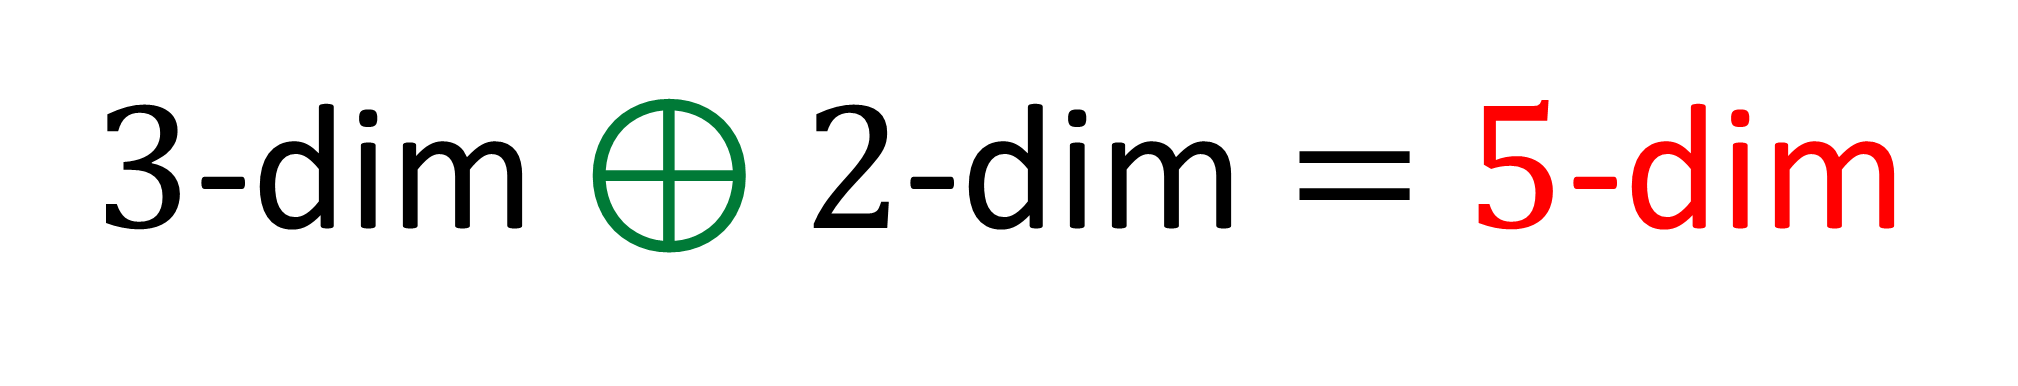 3-dim ⊕ 2-dim = 5-dim